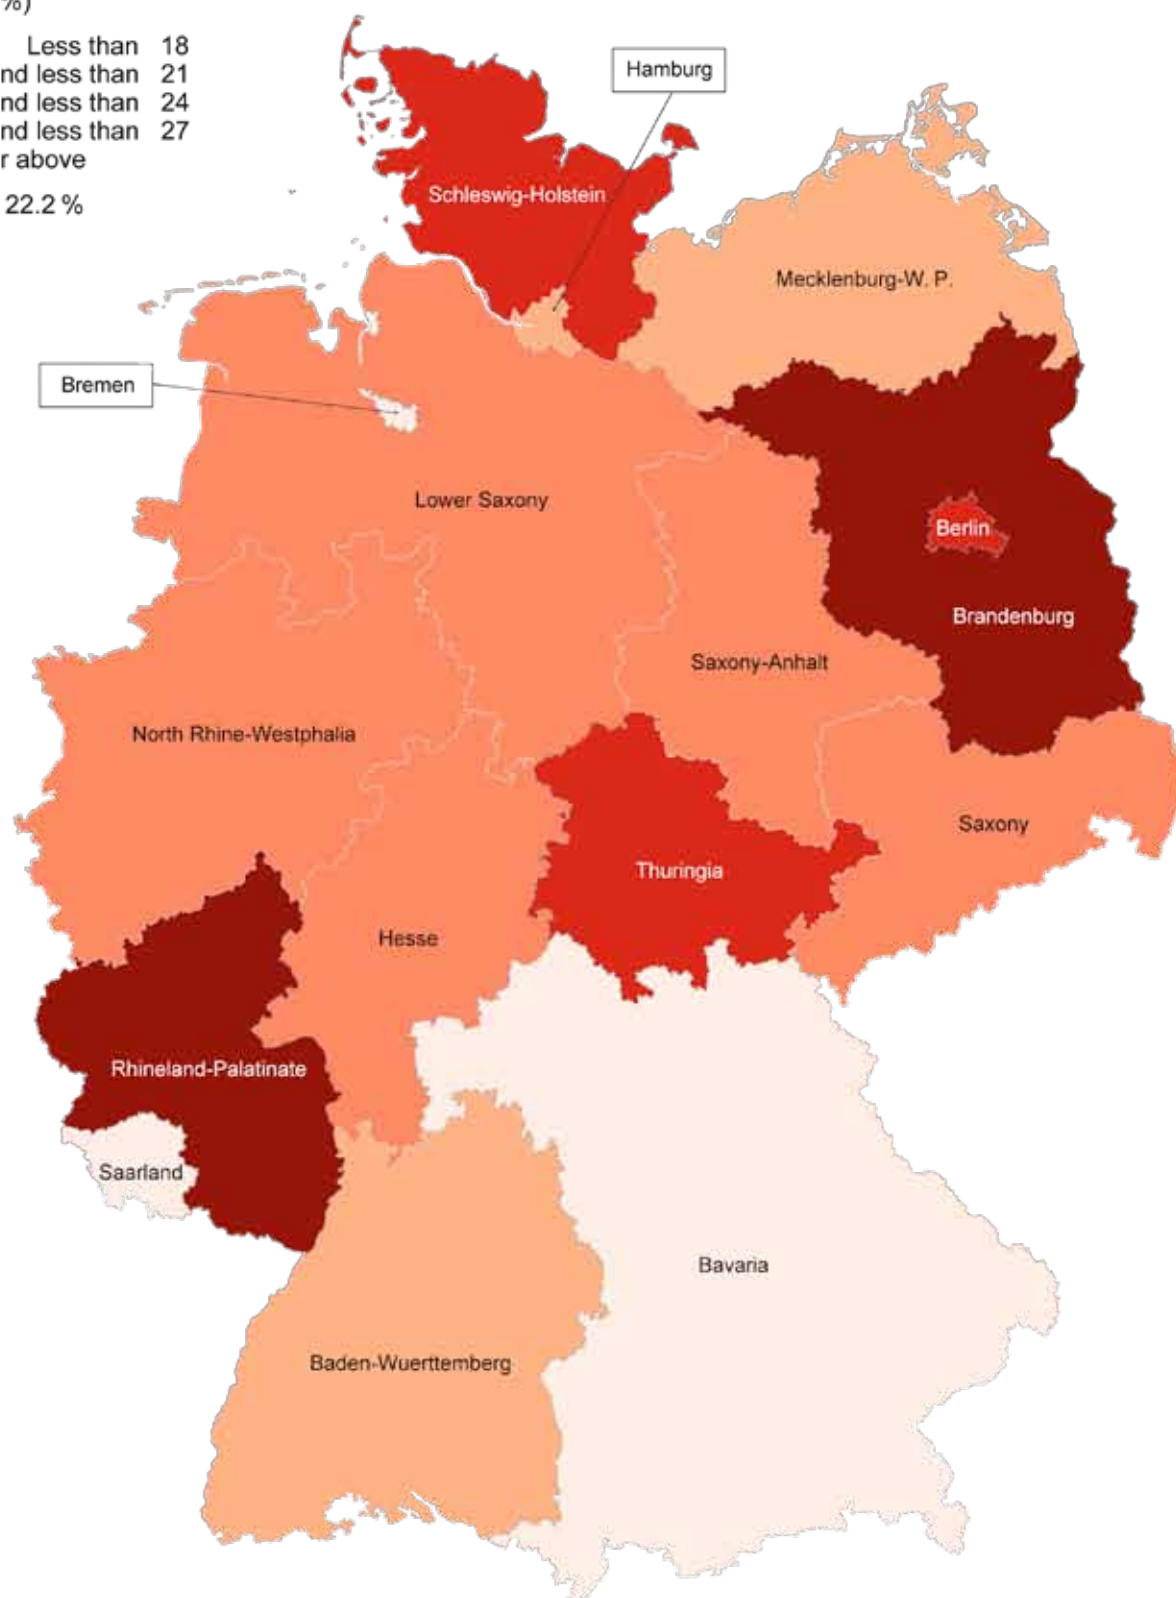 %)
Less than 18
nd less than 21
nd less than 24
nd less than 27
r above
22.2 %
Hamburg
Schleswig-Holstein
Mecklenburg-W. P.
Bremen
Lower Saxony
Berlin
Brandenburg
Saxony-Anhalt
North Rhine-Westphalia
Saxony
Thuringia
Hesse
Rhineland-Palatinate
Saarland
Bavaria
Baden-Wuerttemberg